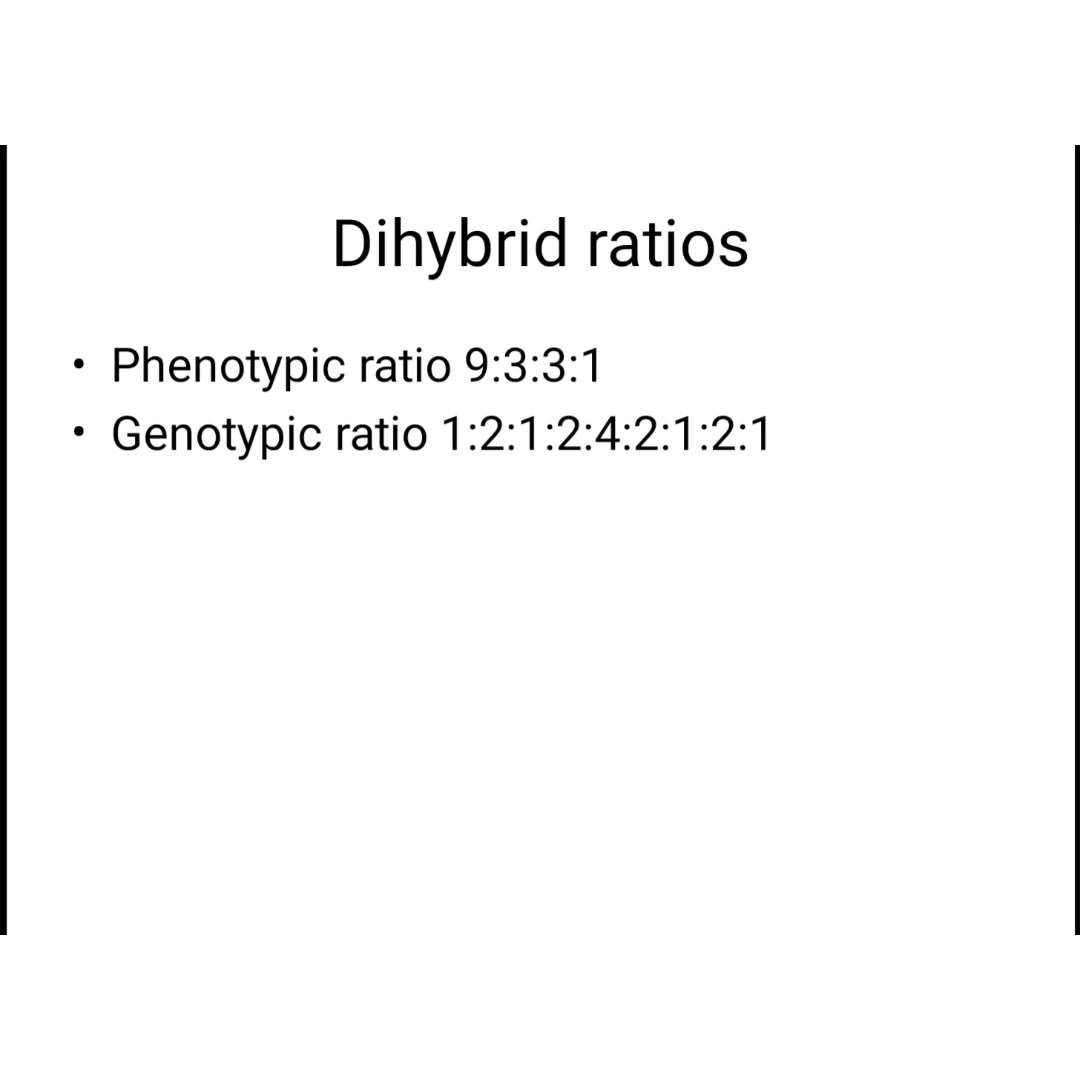 Dihybrid ratios
• Phenotypic ratio 9:3:3:1
• Genotypic ratio 1:2:1:2:4:2:1:2:1